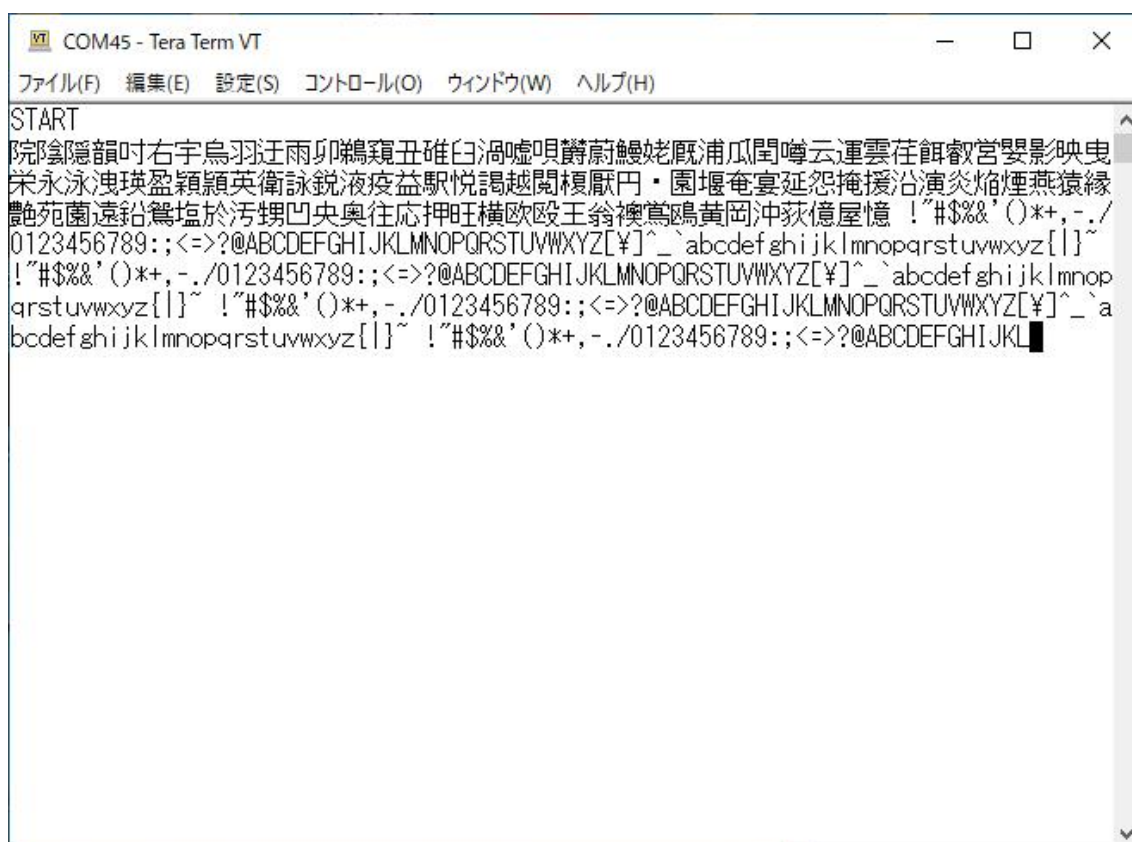 COM45 - Tera Term VT
ファイル(F) 編集(E) 設定(S) コントロール(O) ウィンドウ(W) ヘルプ(H)
START
院陰隠韻吋右宇烏羽迂雨卯鵜窺丑碓臼渦嘘唄欝蔚鰻姥厩浦瓜閏噂云運雲荏餌叡営嬰影映曳
栄永泳洩瑛盈穎頴英衛詠鋭液疫益駅悦謁越閲榎厭円・園堰奄宴延怨掩援沿演炎焔煙燕猿縁
艶苑薗遠鉛鴛塩於汚甥凹央奥往応押旺横欧殴王翁襖鴬鴎黄岡沖荻億屋憶 !"#$%&'()*+,-./
0123456789:;<=>?@ABCDEFGHIJKLMNOPQRSTUVWXYZ[¥]^_`abcdefghijklmnopqrstuvwxyz{|}~
!"#$%&'()*+,-./0123456789:;<=>?@ABCDEFGHIJKLMNOPQRSTUVWXYZ[¥]^_`abcdefghijklmnop
qrstuvwxyz{|}~ !"#$%&'()*+,-./0123456789:;<=>?@ABCDEFGHIJKLMNOPQRSTUVWXYZ[¥]^_`a
bcdefghijklmnopqrstuvwxyz{|}~ !"#$%&'()*+,-./0123456789:;<=>?@ABCDEFGHIJKL